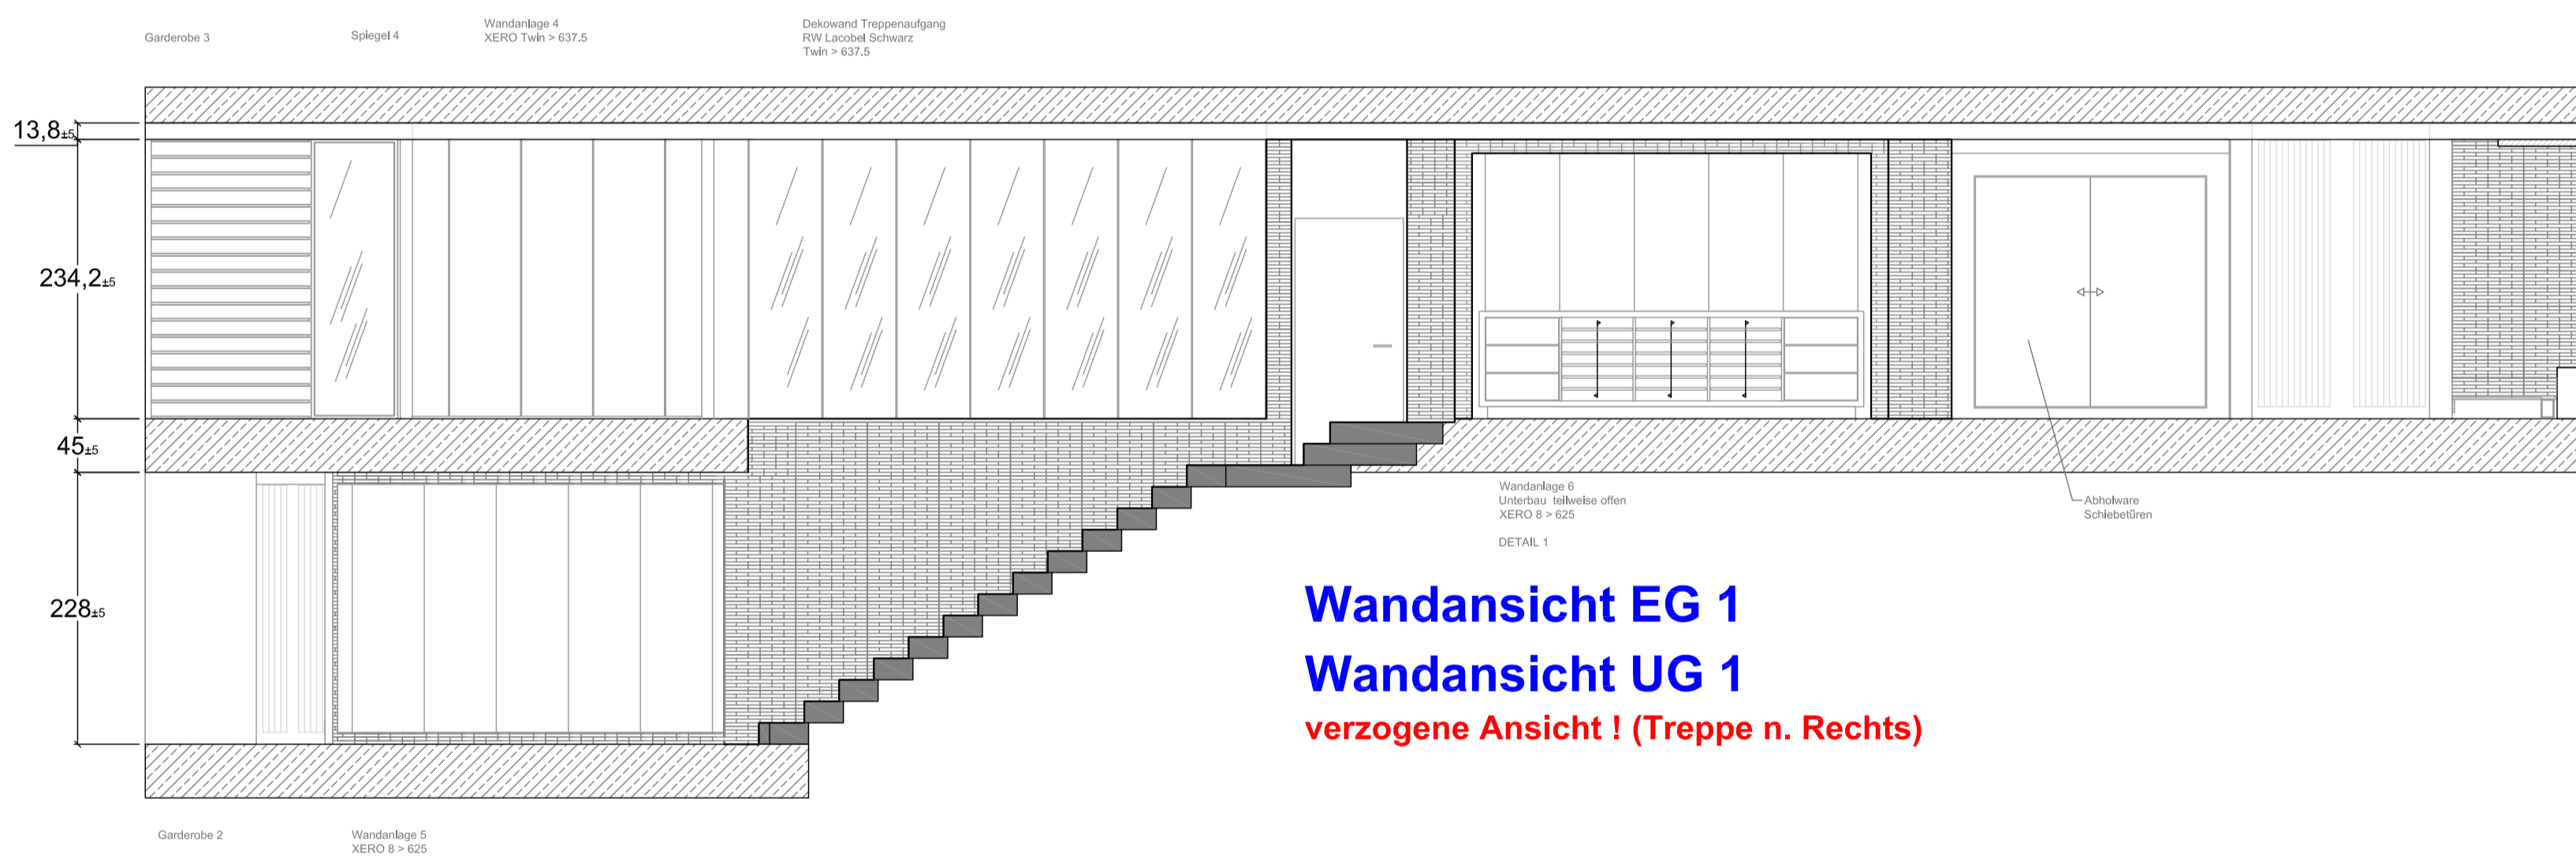 Garderobe 3
Spiegel 4
Wandanlage 4
XERO Twin > 637.5
Dekowand Treppenaufgang
RW Lacobel Schwarz
Twin > 637.5
13,8±5
234,2±5
45±5
228±5
Wandanlage 6
Unterbau teilweise offen
XERO 8 > 625
DETAIL 1
Abholware
Schiebetüren
Wandansicht EG 1
Wandansicht UG 1
verzogene Ansicht ! (Treppe n. Rechts)
Garderobe 2
Wandanlage 5
XERO 8 > 625